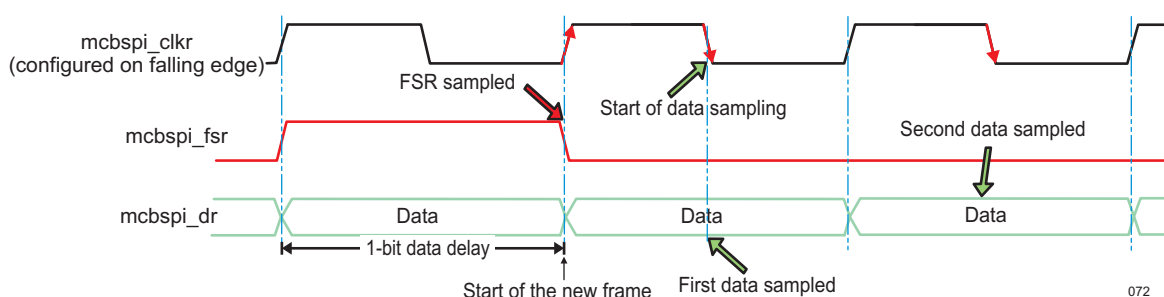 mcbspi_clkr
(configured on falling edge)
FSR sampled
Start of data sampling
mcbspi_fsr
Second data sampled
mcbspi_dr
Data
Data
Data
1-bit data delay
Start of the new frame
First data sampled
072